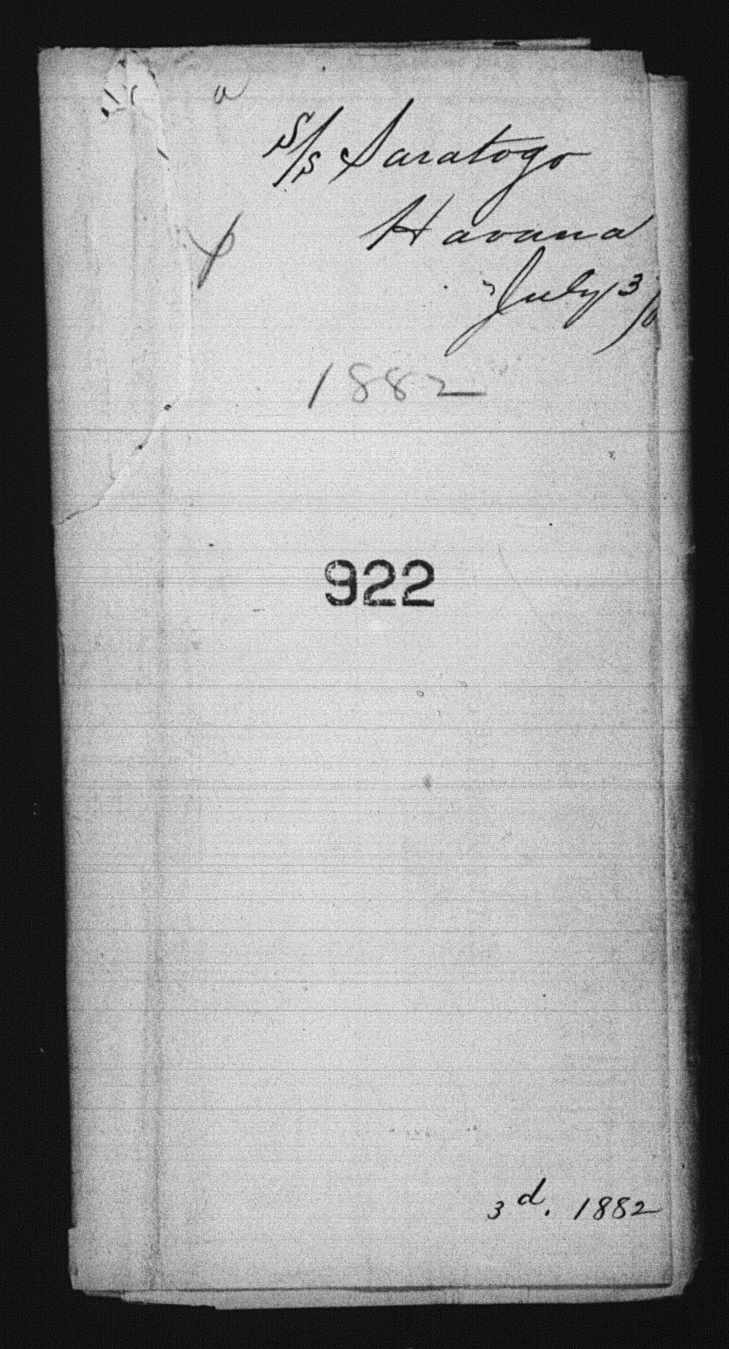 S/S Saratoga
Havana
July 3/
1882
922
3d. 1882